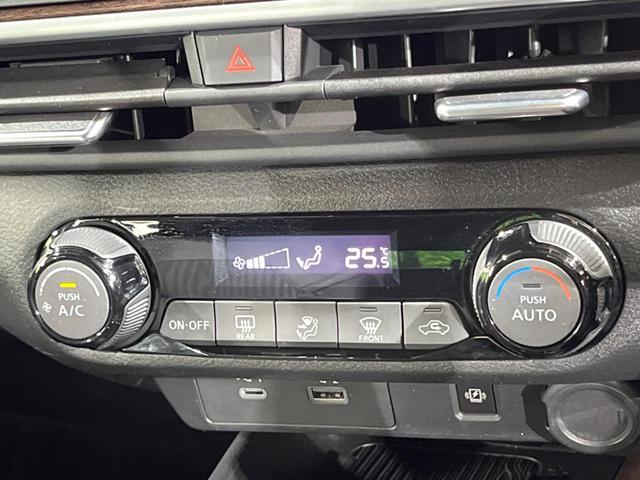 25.5°C
PUSH
A/C
ON·OFF
REAR
FRONT
PUSH
AUTO